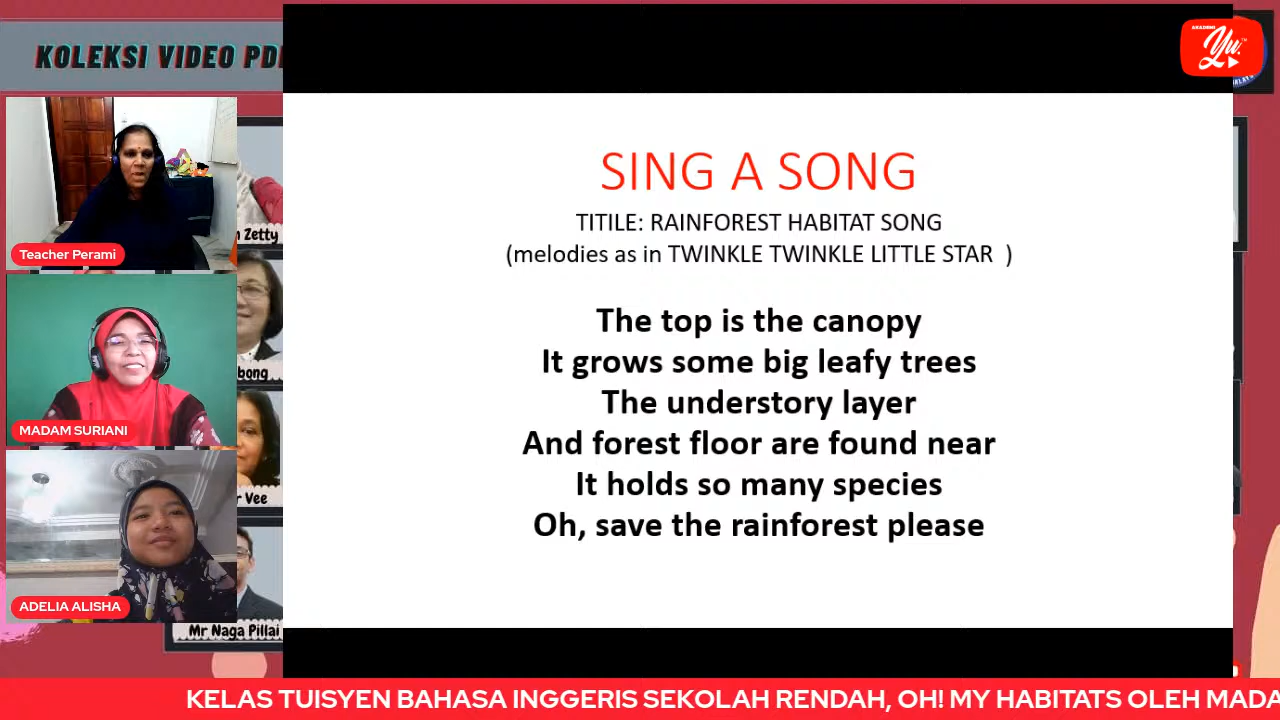 KOLEKSI VIDEO
AKADEMI
Yu
SING A SONG
TITILE: RAINFOREST HABITAT SONG
(melodies as in TWINKLE TWINKLE LITTLE STAR )
The top is the canopy
It grows some big leafy trees
The understory layer
And forest floor are found near
It holds so many species
Oh, save the rainforest please
Teacher Perami
Zetty
MADAM SURIANI
Vee
ADELIA ALISHA
Mr Naga Pillai
KELAS TUISYEN BAHASA INGGERIS SEKOLAH RENDAH, OH! MY HABITATS OLEH